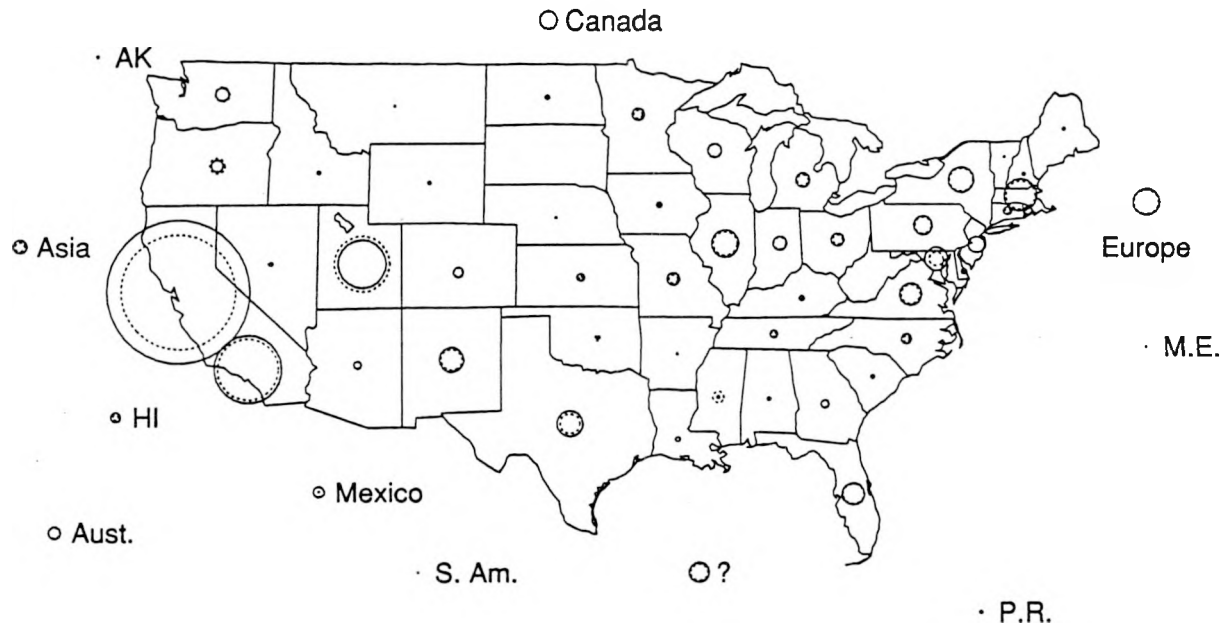 Canada
AK
Asia
Europe
M.E.
HI
Mexico
Aust.
S. Am.
?
P.R.